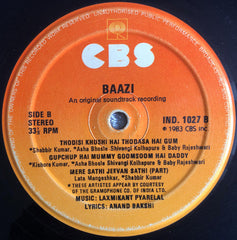 UNAUTHORISED PUBLIC PERFORMANCE
CBS
BAAZI
An original soundtrack recording
SIDE B
STEREO
33⅓ RPM
IND. 1027 B
℗ 1983 CBS Inc.
THODISI KHUSHI HAI THODASA HAI GUM
*Shabbir Kumar, *Asha Bhosle Shivangi Kolhapure & Baby Rajeshwari
GUPCHUP HAI MUMMY GOOMSOOM HAI DADDY
*Kishore Kumar, *Asha Bhosle Shivangi Kolhapure & Baby Rajeshwari
MERE SATHI JEEVAN SATHI (PART)
Lata Mangeshkar, *Shabbir Kumar
* THESE ARTISTES APPEAR BY COURTESY
OF THE GRAMOPHONE CO. OF INDIA LTD.
MUSIC: LAXMIKANT PYARELAL
LYRICS: ANAND BAKSHI